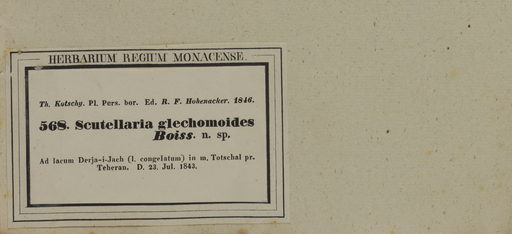 HERBARIUM REGIUM MONACENSE.
Th. Kotschy. Pl. Pers. bor. Ed. R. F. Hohenacker. 1846.
568. Scutellaria glechomoides
Boiss. n. sp.
Ad lacum Derja-i-Jach (l. congelatum) in m. Totschal pr.
Teheran. D. 23. Jul. 1843.